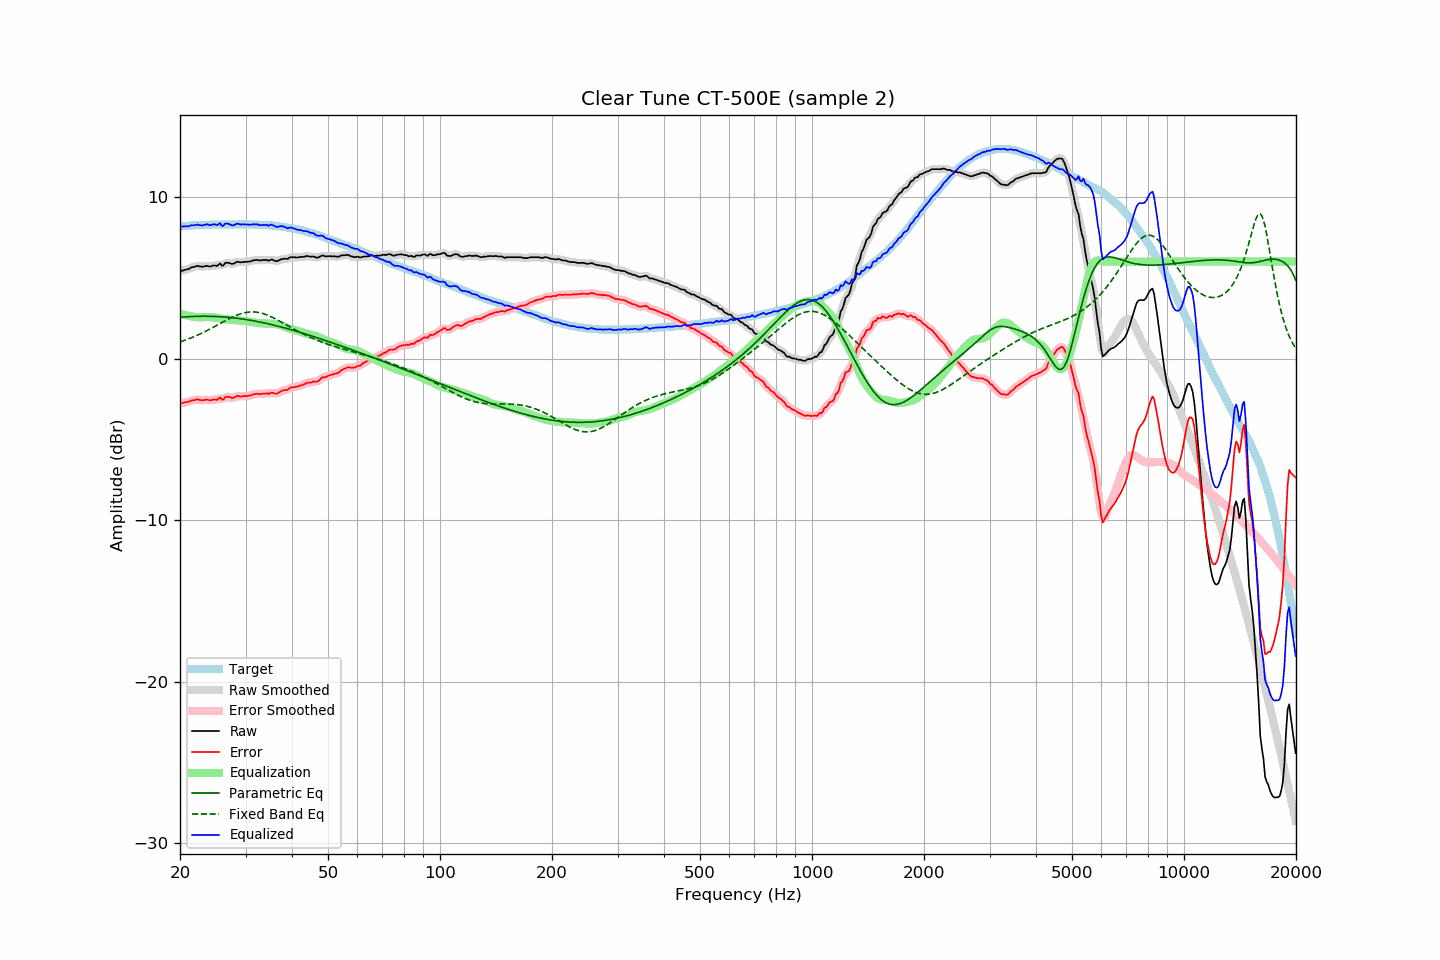 Clear Tune CT-500E (sample 2)
Amplitude (dBr)
10
0
−10
−20
−30
Target
Raw Smoothed
Error Smoothed
Raw
Error
Equalization
Parametric Eq
Fixed Band Eq
Equalized
20 50 100 200 500 1000 2000 5000 10000 20000
Frequency (Hz)